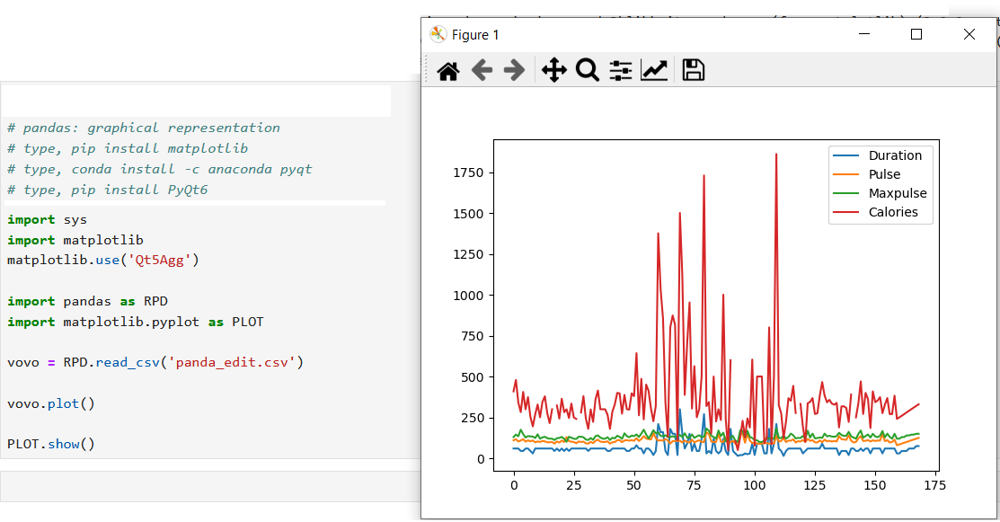 # pandas: graphical representation
# type, pip install matplotlib
# type, conda install -c anaconda pyqt
# type, pip install PyQt6
import sys
import matplotlib
matplotlib.use('Qt5Agg')
import pandas as RPD
import matplotlib.pyplot as PLOT
vovo = RPD.read_csv('panda_edit.csv')
vovo.plot()
PLOT.show()
Figure 1
Duration
Pulse
Maxpulse
Calories
1750
1500
1250
1000
750
500
250
0
0 25 50 75 100 125 150 175